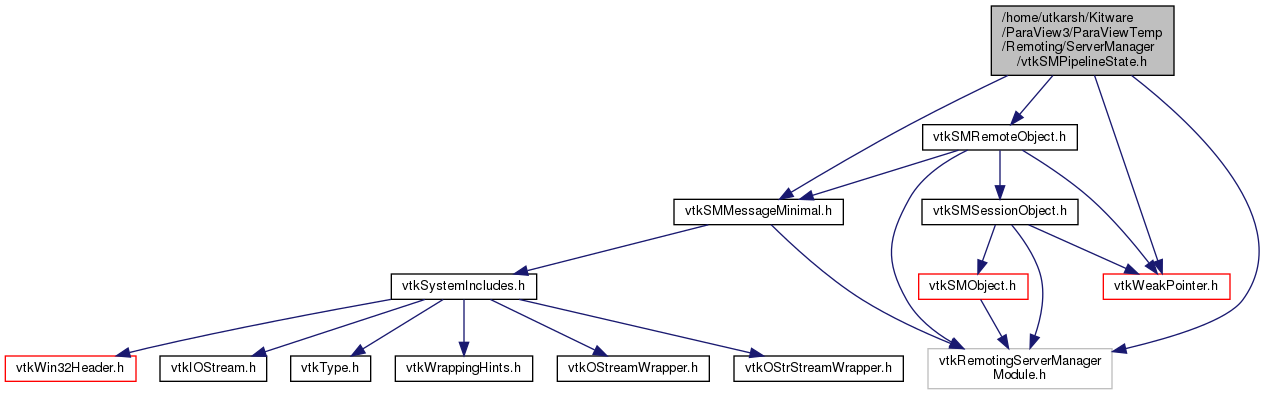 /home/utkarsh/Kitware
/ParaView3/ParaViewTemp
/Remoting/ServerManager
/vtkSMPipelineState.h
vtkSMRemoteObject.h
vtkSMMessageMinimal.h
vtkSMSessionObject.h
vtkSystemIncludes.h
vtkSMObject.h
vtkWeakPointer.h
vtkWin32Header.h
vtkIOStream.h
vtkType.h
vtkWrappingHints.h
vtkOStreamWrapper.h
vtkOStrStreamWrapper.h
vtkRemotingServerManager
Module.h